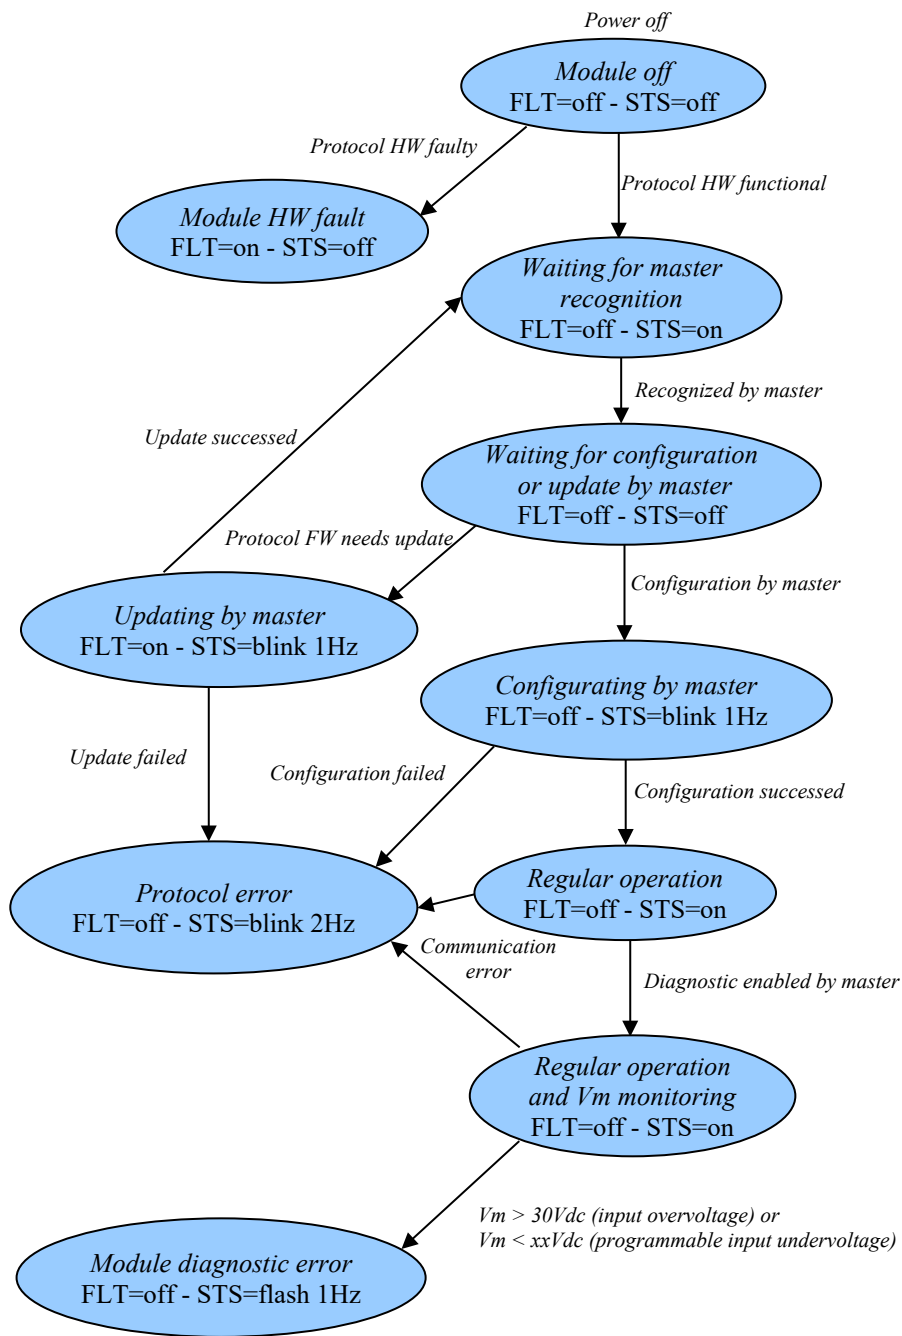 Power off
Module off
FLT=off - STS=off
Protocol HW faulty
Protocol HW functional
Module HW fault
FLT=on - STS=off
Waiting for master
recognition
FLT=off - STS=on
Recognized by master
Update successed
Waiting for configuration
or update by master
FLT=off - STS=off
Protocol FW needs update
Configuration by master
Updating by master
FLT=on - STS=blink 1Hz
Configurating by master
FLT=off - STS=blink 1Hz
Update failed
Configuration failed
Configuration successed
Protocol error
FLT=off - STS=blink 2Hz
Regular operation
FLT=off - STS=on
Communication
error
Diagnostic enabled by master
Regular operation
and Vm monitoring
FLT=off - STS=on
Vm > 30Vdc (input overvoltage) or
Vm < xxVdc (programmable input undervoltage)
Module diagnostic error
FLT=off - STS=flash 1Hz